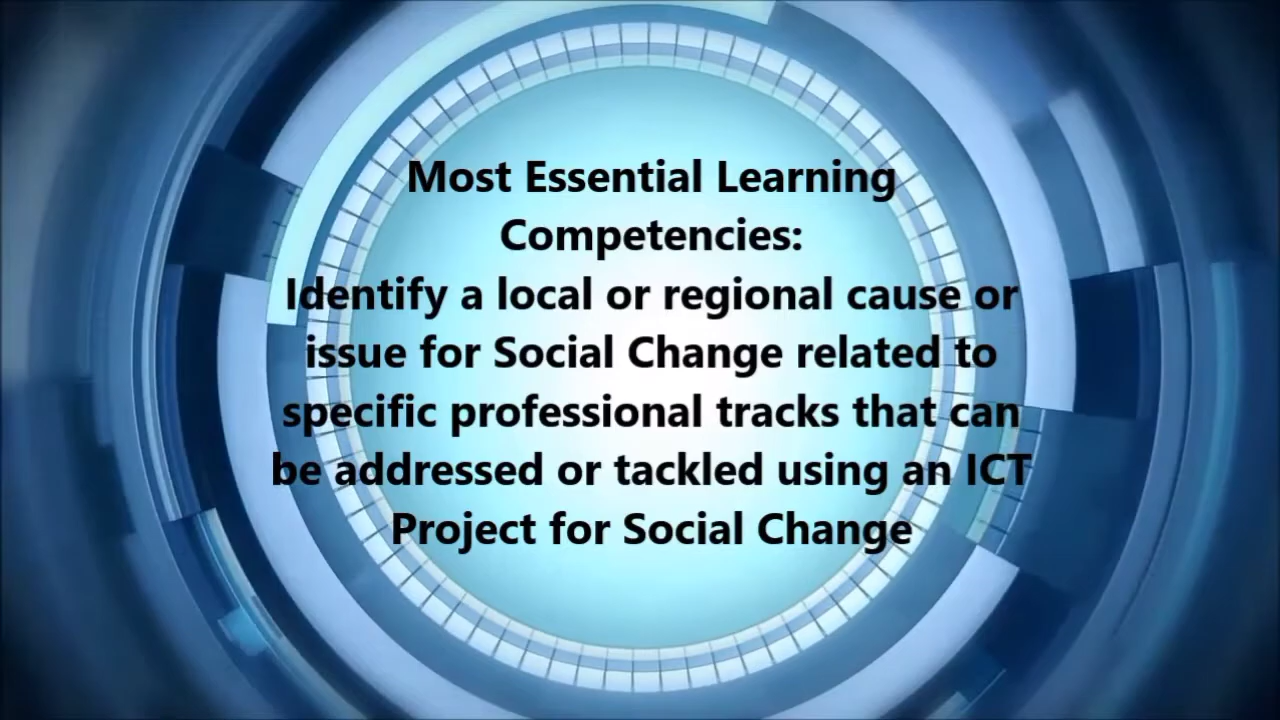 Most Essential Learning
Competencies:
Identify a local or regional cause or
issue for Social Change related to
specific professional tracks that can
be addressed or tackled using an ICT
Project for Social Change